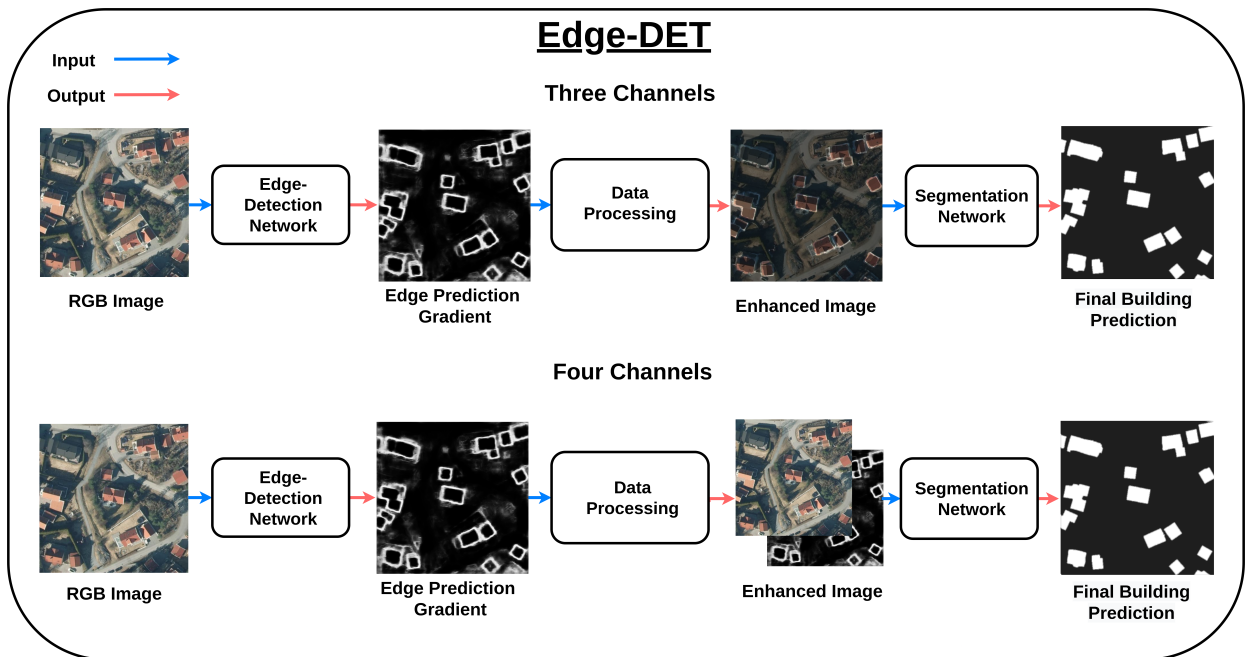 Edge-DET
Input
Output
Three Channels
Edge-
Detection
Network
Data
Processing
Segmentation
Network
RGB Image
Edge Prediction
Gradient
Enhanced Image
Final Building
Prediction
Four Channels
Edge-
Detection
Network
Data
Processing
Segmentation
Network
RGB Image
Edge Prediction
Gradient
Enhanced Image
Final Building
Prediction